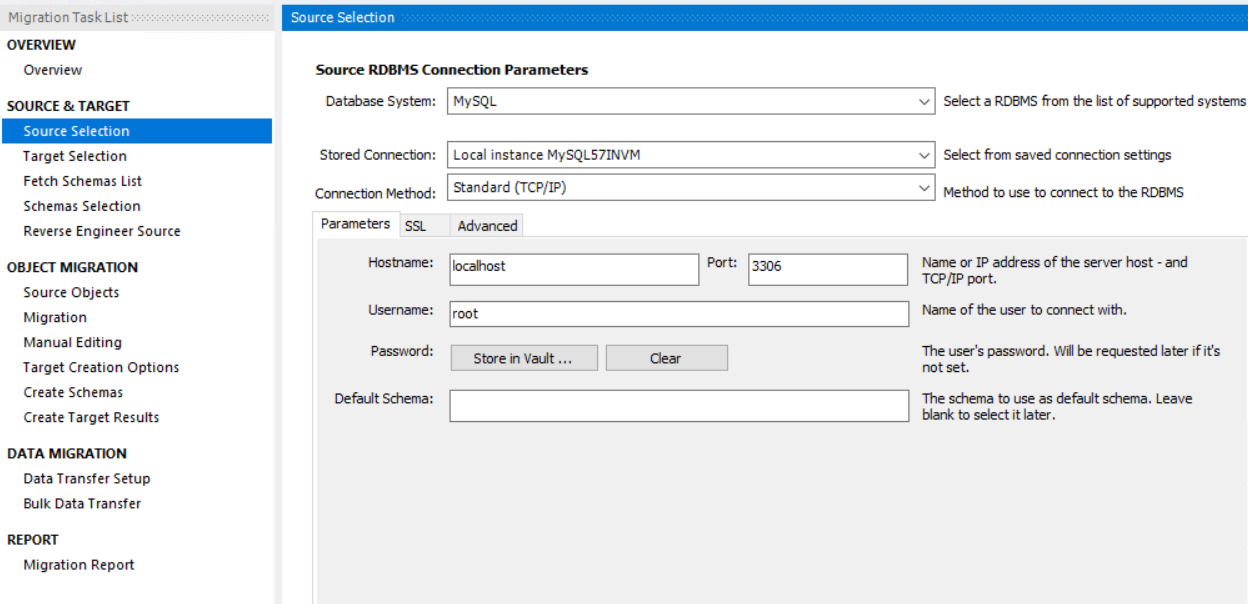 Migration Task List
OVERVIEW
Overview
SOURCE & TARGET
Source Selection
Target Selection
Fetch Schemas List
Schemas Selection
Reverse Engineer Source
OBJECT MIGRATION
Source Objects
Migration
Manual Editing
Target Creation Options
Create Schemas
Create Target Results
DATA MIGRATION
Data Transfer Setup
Bulk Data Transfer
REPORT
Migration Report
Source Selection
Source RDBMS Connection Parameters
Database System: MySQL Select a RDBMS from the list of supported systems
Stored Connection: Local instance MySQL57INVM Select from saved connection settings
Connection Method: Standard (TCP/IP) Method to use to connect to the RDBMS
Parameters SSL Advanced
Hostname: localhost Port: 3306 Name or IP address of the server host - and
TCP/IP port.
Username: root Name of the user to connect with.
Password: Store in Vault ... Clear The user's password. Will be requested later if it's
not set.
Default Schema: The schema to use as default schema. Leave
blank to select it later.